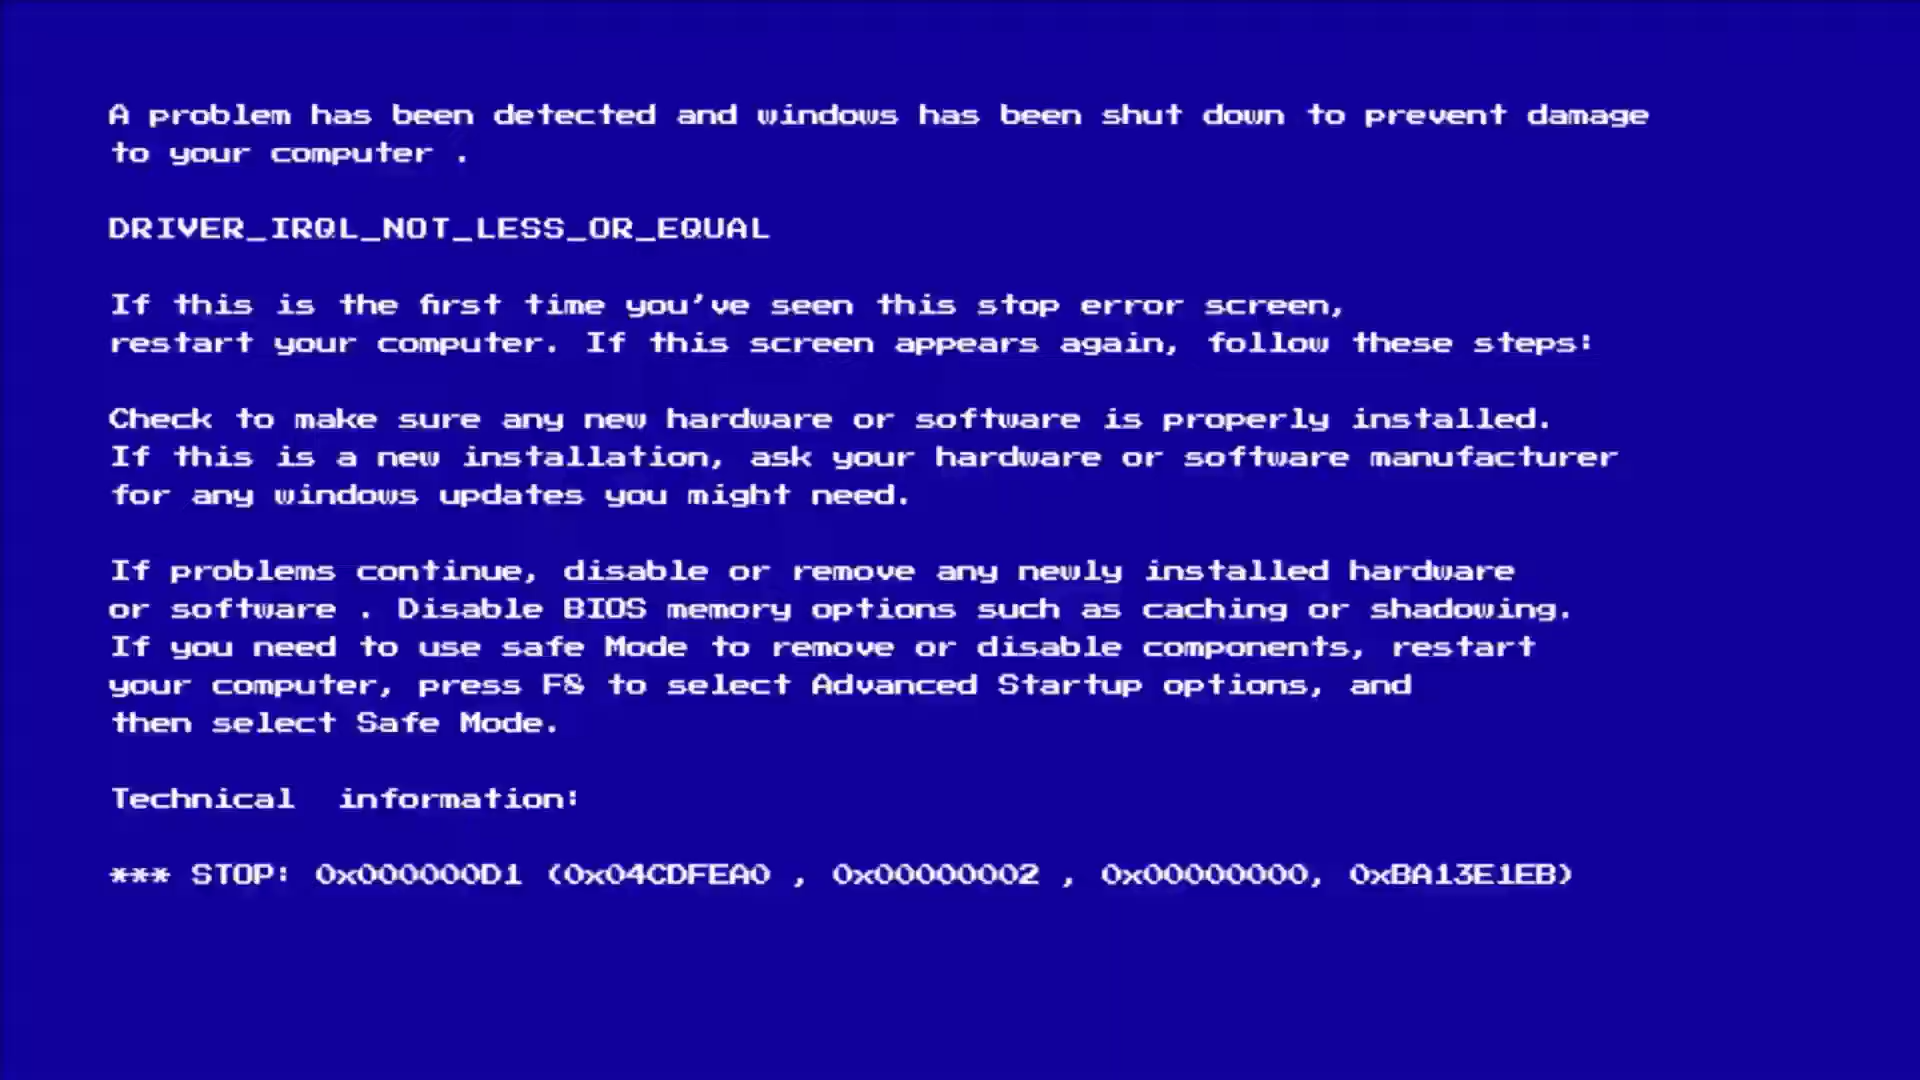 A problem has been detected and windows has been shut down to prevent damage
to your computer .
DRIVER_IRQL_NOT_LESS_OR_EQUAL
If this is the first time you've seen this stop error screen,
restart your computer. If this screen appears again, follow these steps:
Check to make sure any new hardware or software is properly installed.
If this is a new installation, ask your hardware or software manufacturer
for any windows updates you might need.
If problems continue, disable or remove any newly installed hardware
or software . Disable BIOS memory options such as caching or shadowing.
If you need to use safe Mode to remove or disable components, restart
your computer, press F& to select Advanced Startup options, and
then select Safe Mode.
Technical  information:
*** STOP: 0x000000D1 (0x04CDFEA0 , 0x00000002 , 0x00000000, 0xBA13E1EB)